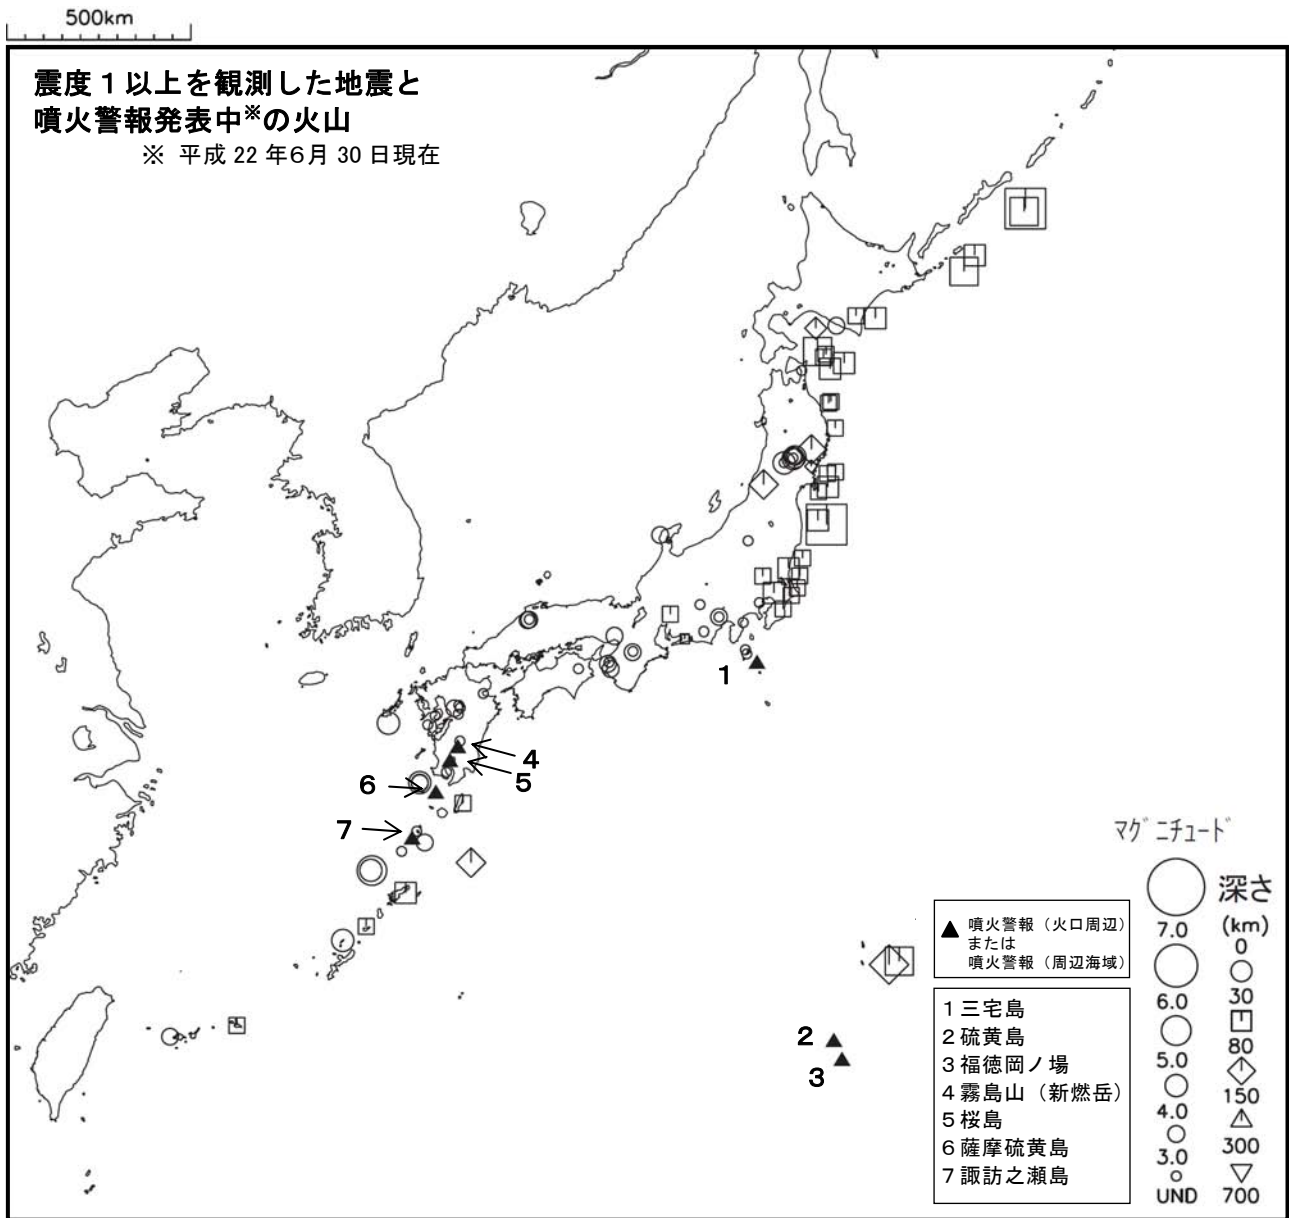 500km
震度１以上を観測した地震と
噴火警報発表中※の火山
※ 平成 22 年6月 30 日現在
1
4
5
6
7
2
3
▲ 噴火警報（火口周辺）
または
噴火警報（周辺海域）
1 三宅島
2 硫黄島
3 福徳岡ノ場
4 霧島山（新燃岳）
5 桜島
6 薩摩硫黄島
7 諏訪之瀬島
マグニチュード
7.0
6.0
5.0
4.0
3.0
UND
深さ
(km)
0
30
80
150
300
700